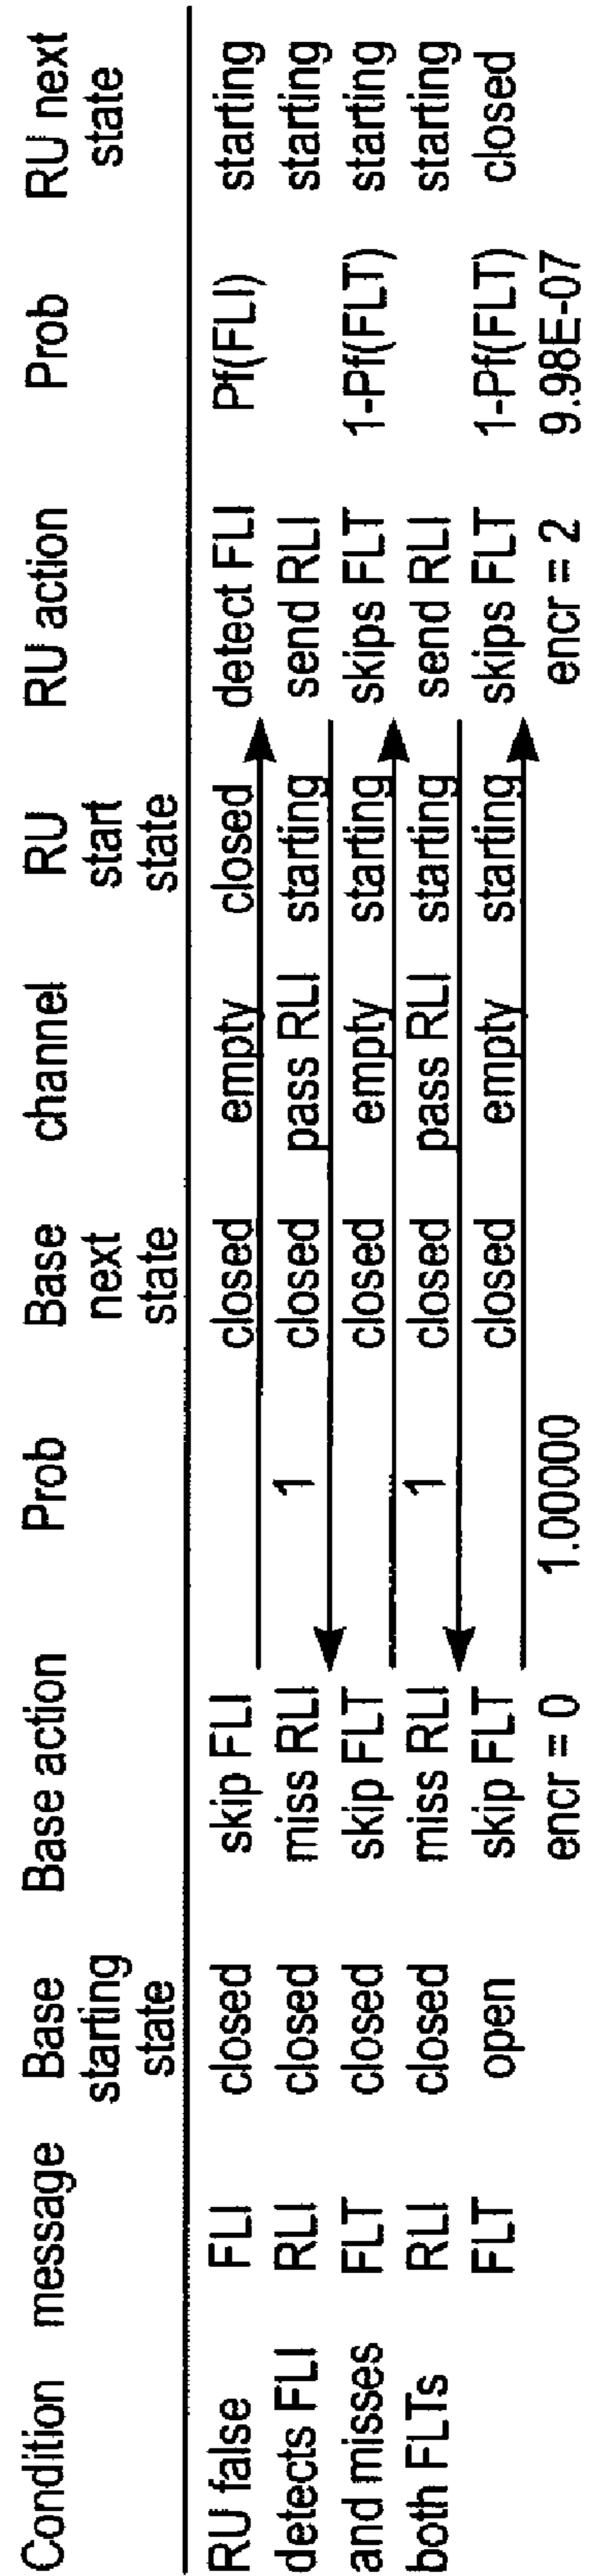 Condition message Base starting state Base action Prob Base next state channel RU start state RU action Prob RU next state
RU false FLI closed skip FLI closed empty closed detect FLI Pf(FLI) starting
detects FLI RLI closed miss RLI 1 closed pass RLI starting send RLI starting
and misses FLT closed skip FLT closed empty starting skips FLT 1-Pf(FLT) starting
both FLTs RLI closed miss RLI 1 closed pass RLI starting send RLI starting
FLT open skip FLT closed empty starting skips FLT 1-Pf(FLT) closed
encr = 0 1.00000 encr = 2 9.98E-07